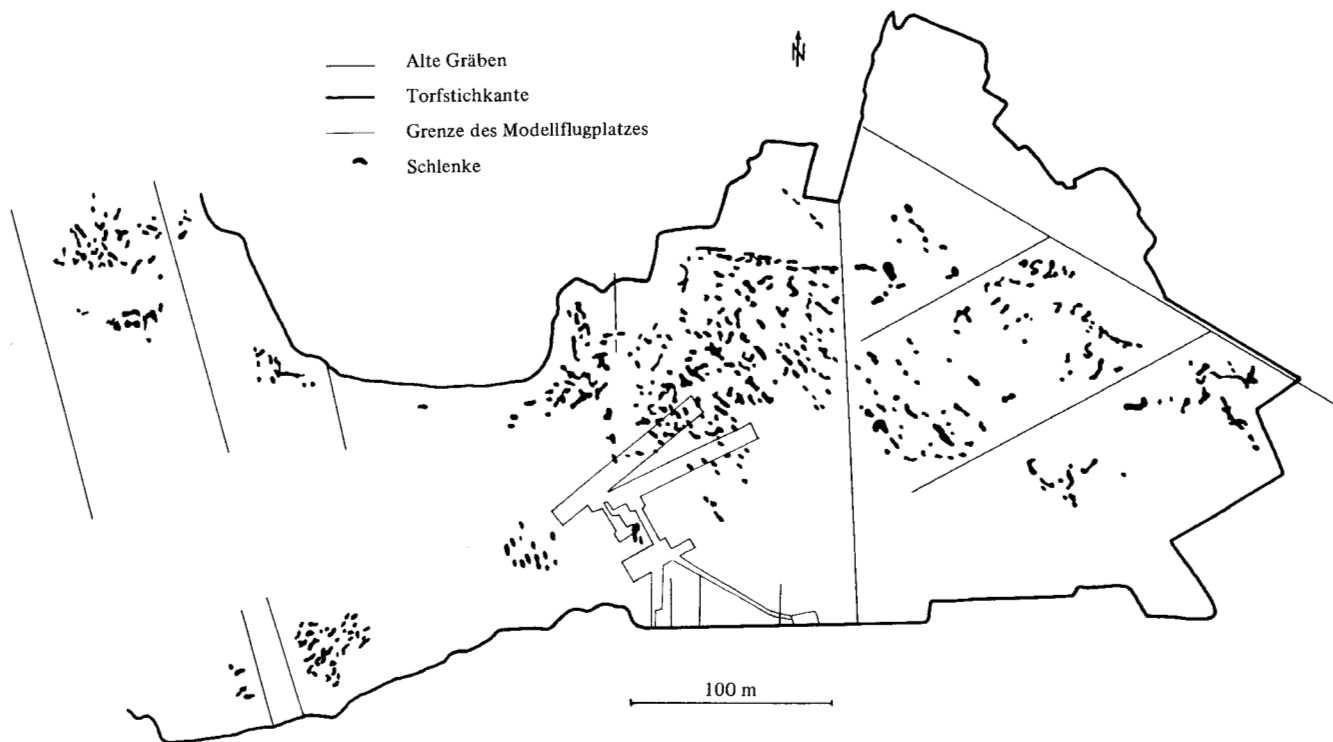 N
Alte Gräben
Torfstichkante
Grenze des Modellflugplatzes
Schlenke
100 m